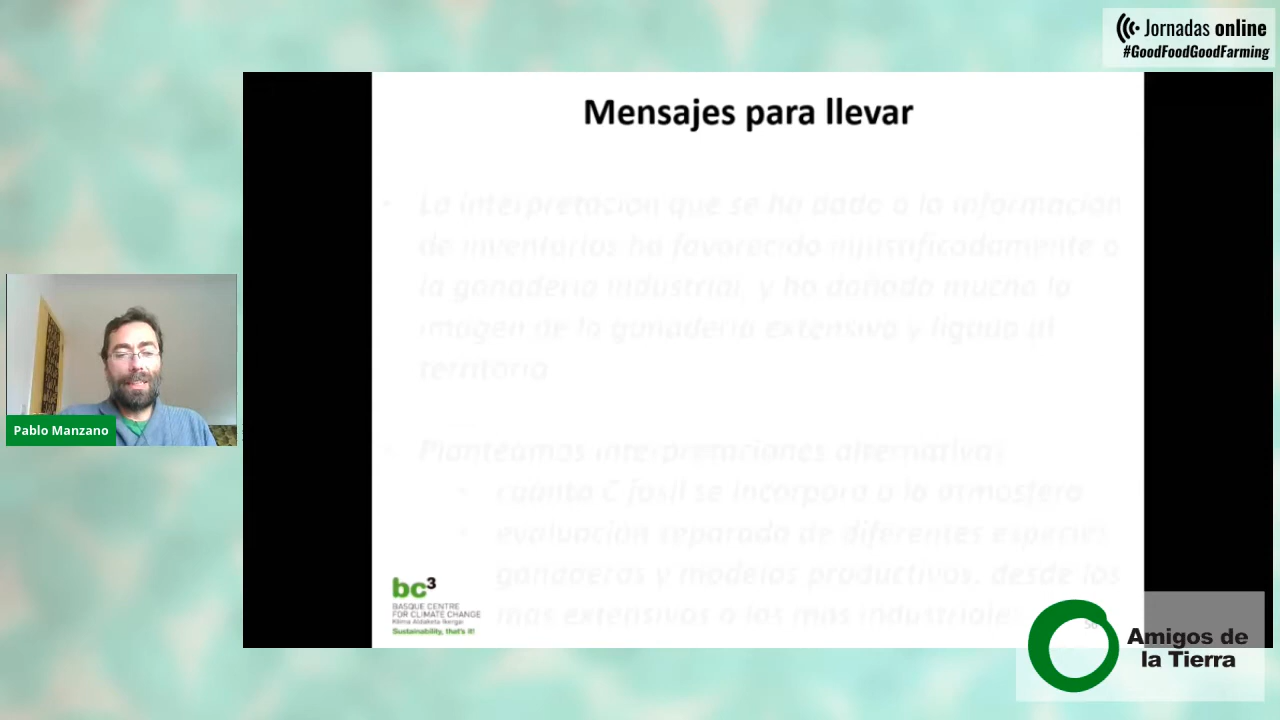 Jornadas online
#GoodFoodGoodFarming
Mensajes para llevar
• La interpretación que se ha dado a la información
de inventarios ha favorecido injustificadamente a
la ganadería industrial, y ha dañado mucho la
imagen de la ganadería extensiva y ligada al
territorio
• Planteamos interpretaciones alternativas
• cuánto C fósil se incorpora a la atmósfera
• evaluación separada de diferentes especies
ganaderas y modelos productivos, desde los
más extensivos a los más industriales
Pablo Manzano
bc³
BASQUE CENTRE
FOR CLIMATE CHANGE
Klima Aldaketa Ikergai
Sustainability, that's it!
Amigos de
la Tierra